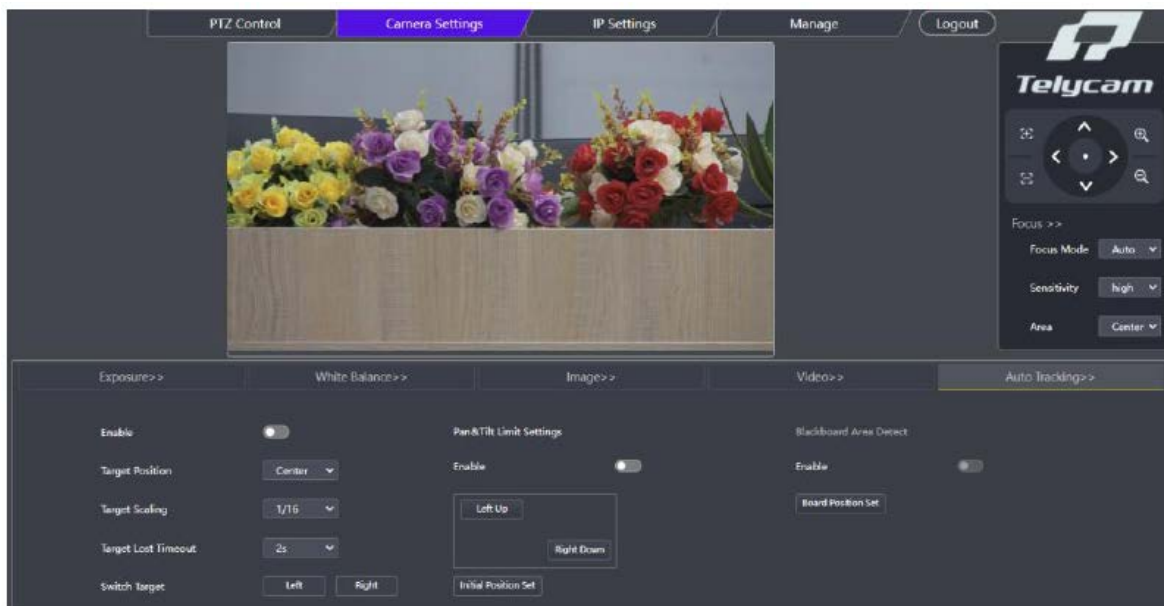 PTZ Control Camera Settings IP Settings Manage Logout
Telycam
Focus >>
Focus Mode Auto
Sensitivity high
Area Center
Exposure>> White Balance>> Image>> Video>> Auto Tracking>>
Enable Pan&Tilt Limit Settings Blackboard Area Detect
Target Position Center Enable Enable
Target Scaling 1/16 Left Up Board Position Set
Target Lost Timeout 2s Right Down
Switch Target Left Right Initial Position Set